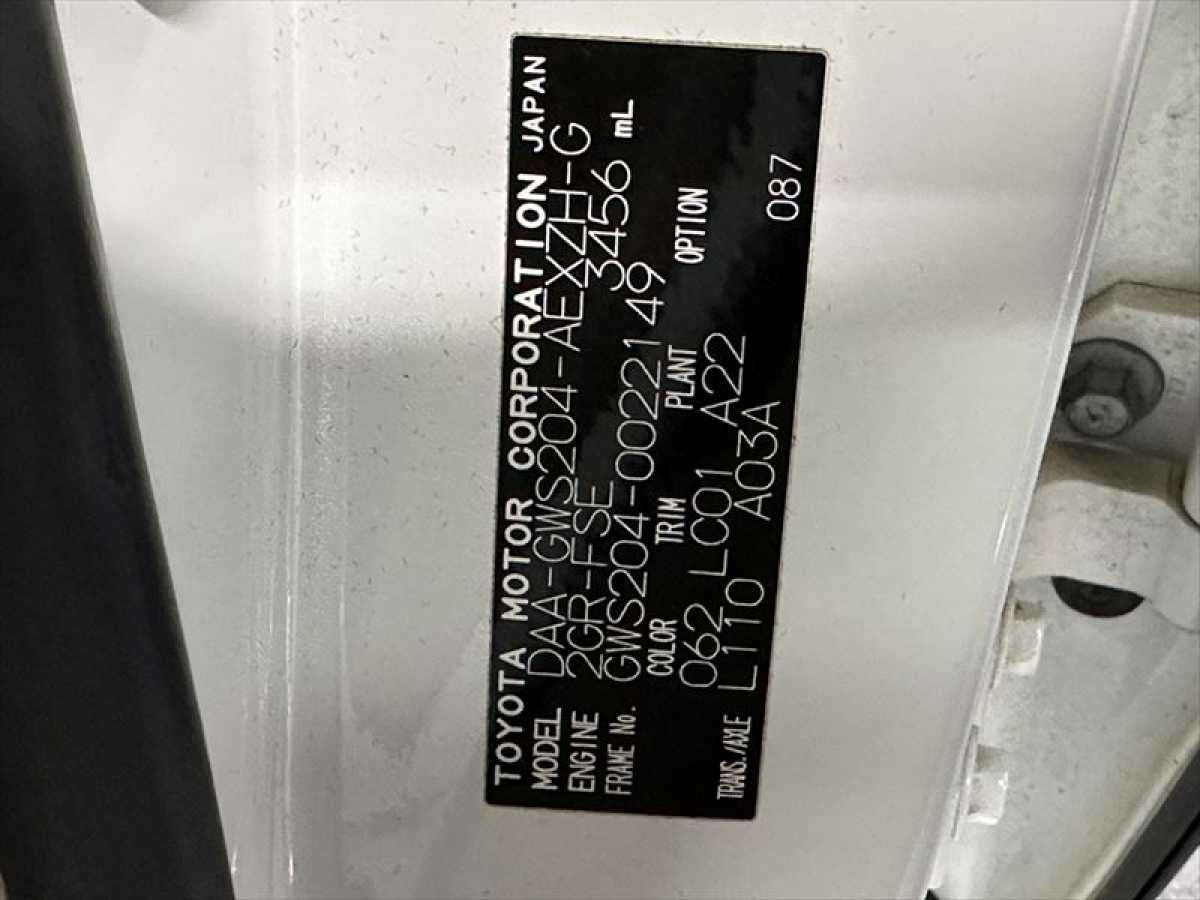 TOYOTA MOTOR CORPORATION JAPAN
MODEL DAA-GWS204-AEXZH-G
ENGINE 2GR-FSE 3456 mL
FRAME No. GWS204-0022149
COLOR TRIM PLANT OPTION
062 LC01 A22
TRANS./AXLE L110 A03A 087